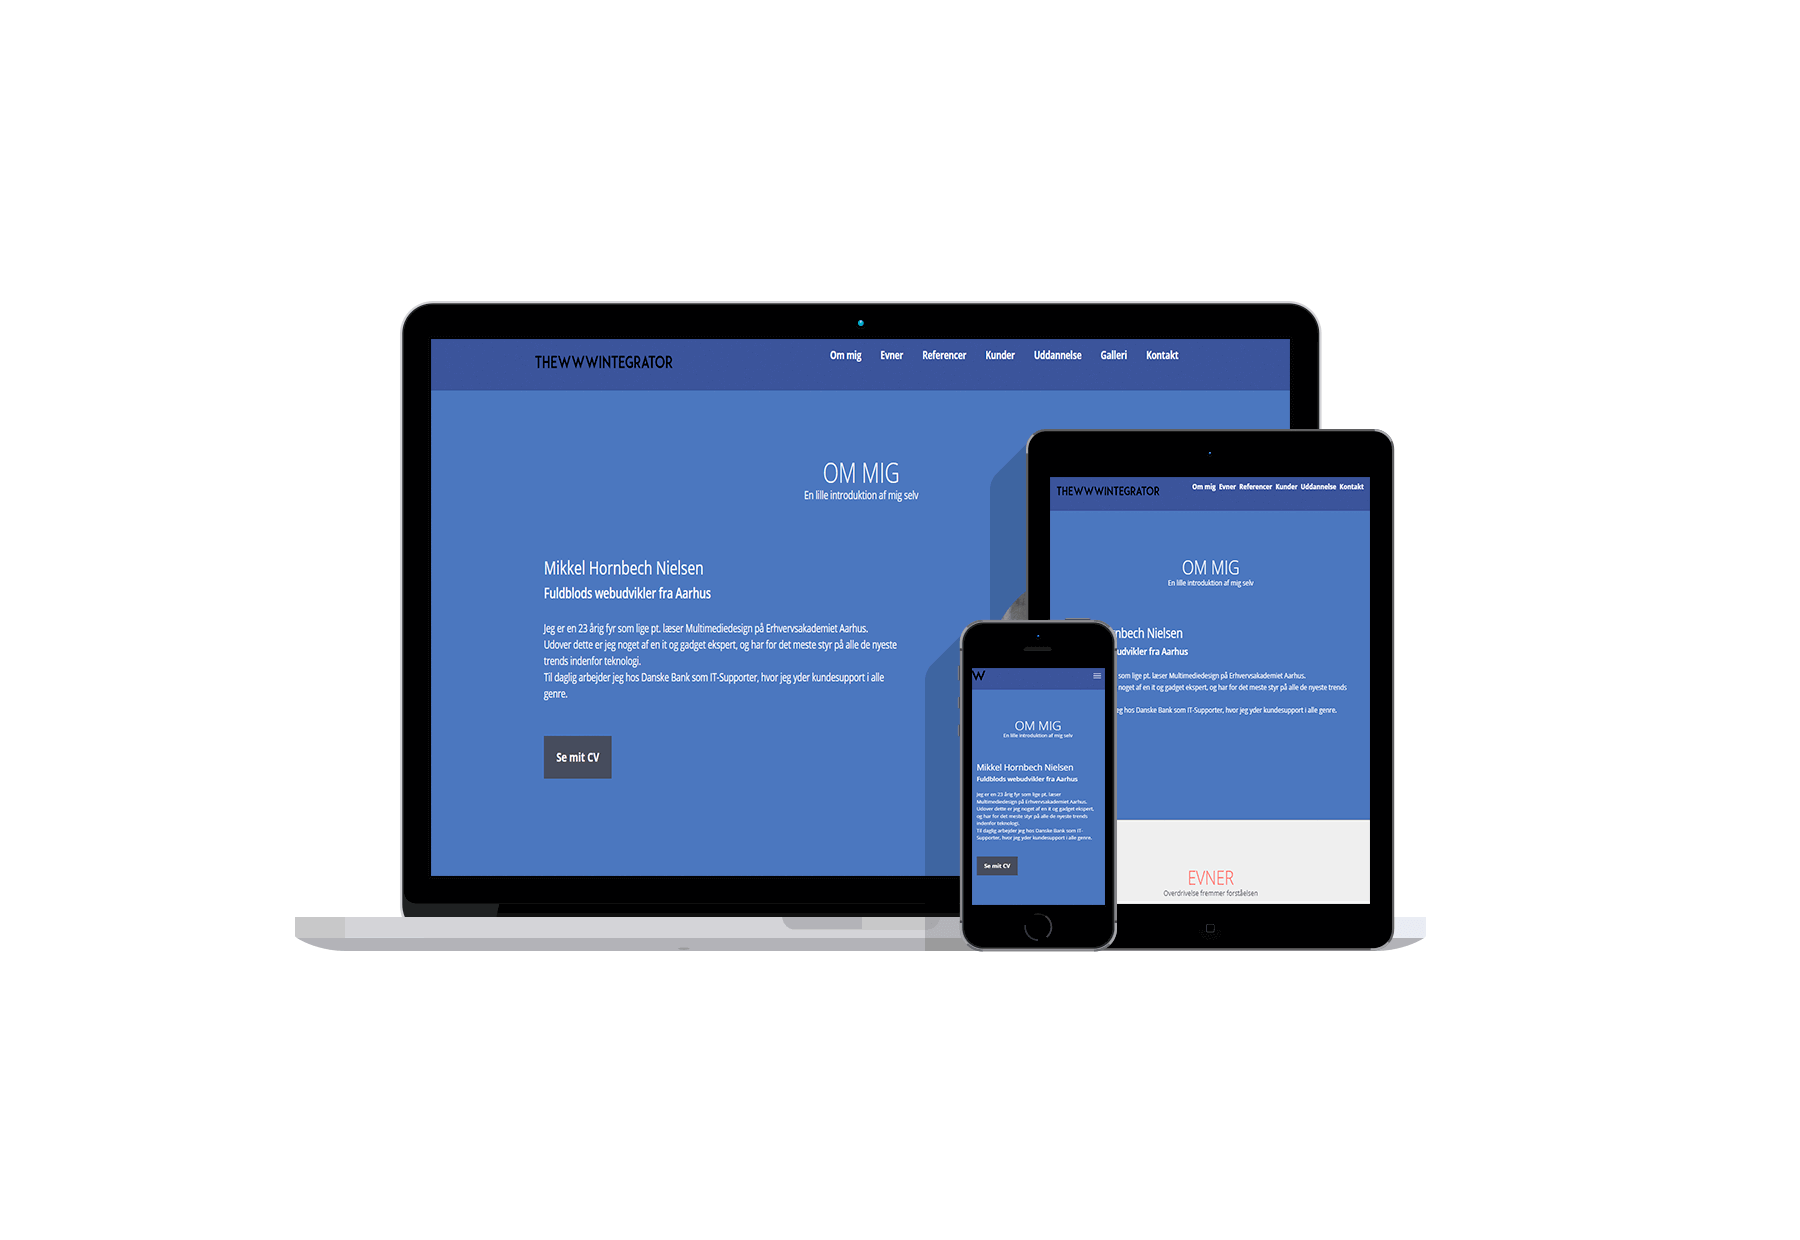 THEWWWINTEGRATOR
Om mig Evner Referencer Kunder Uddannelse Galleri Kontakt
OM MIG
En lille introduktion af mig selv
Mikkel Hornbech Nielsen
Fuldblods webudvikler fra Aarhus
Jeg er en 23 årig fyr som lige pt. læser Multimediedesign på Erhvervsakademiet Aarhus.
Udover dette er jeg noget af en it og gadget ekspert, og har for det meste styr på alle de nyeste
trends indenfor teknologi.
Til daglig arbejder jeg hos Danske Bank som IT-Supporter, hvor jeg yder kundesupport i alle
genre.
Se mit CV
THEWWWINTEGRATOR
Om mig Evner Referencer Kunder Uddannelse Kontakt
OM MIG
En lille introduktion af mig selv
nbech Nielsen
udvikler fra Aarhus
som lige pt. læser Multimediedesign på Erhvervsakademiet Aarhus.
noget af en it og gadget ekspert, og har for det meste styr på alle de nyeste trends
eg hos Danske Bank som IT-Supporter, hvor jeg yder kundesupport i alle genre.
EVNER
Overdrivelse fremmer forståelsen
W
OM MIG
En lille introduktion af mig selv
Mikkel Hornbech Nielsen
Fuldblods webudvikler fra Aarhus
Jeg er en 23 årig fyr som lige pt. læser
Multimediedesign på Erhvervsakademiet Aarhus.
Udover dette er jeg noget af en it og gadget ekspert,
og har for det meste styr på alle de nyeste trends
indenfor teknologi.
Til daglig arbejder jeg hos Danske Bank som IT-
Supporter, hvor jeg yder kundesupport i alle genre.
Se mit CV